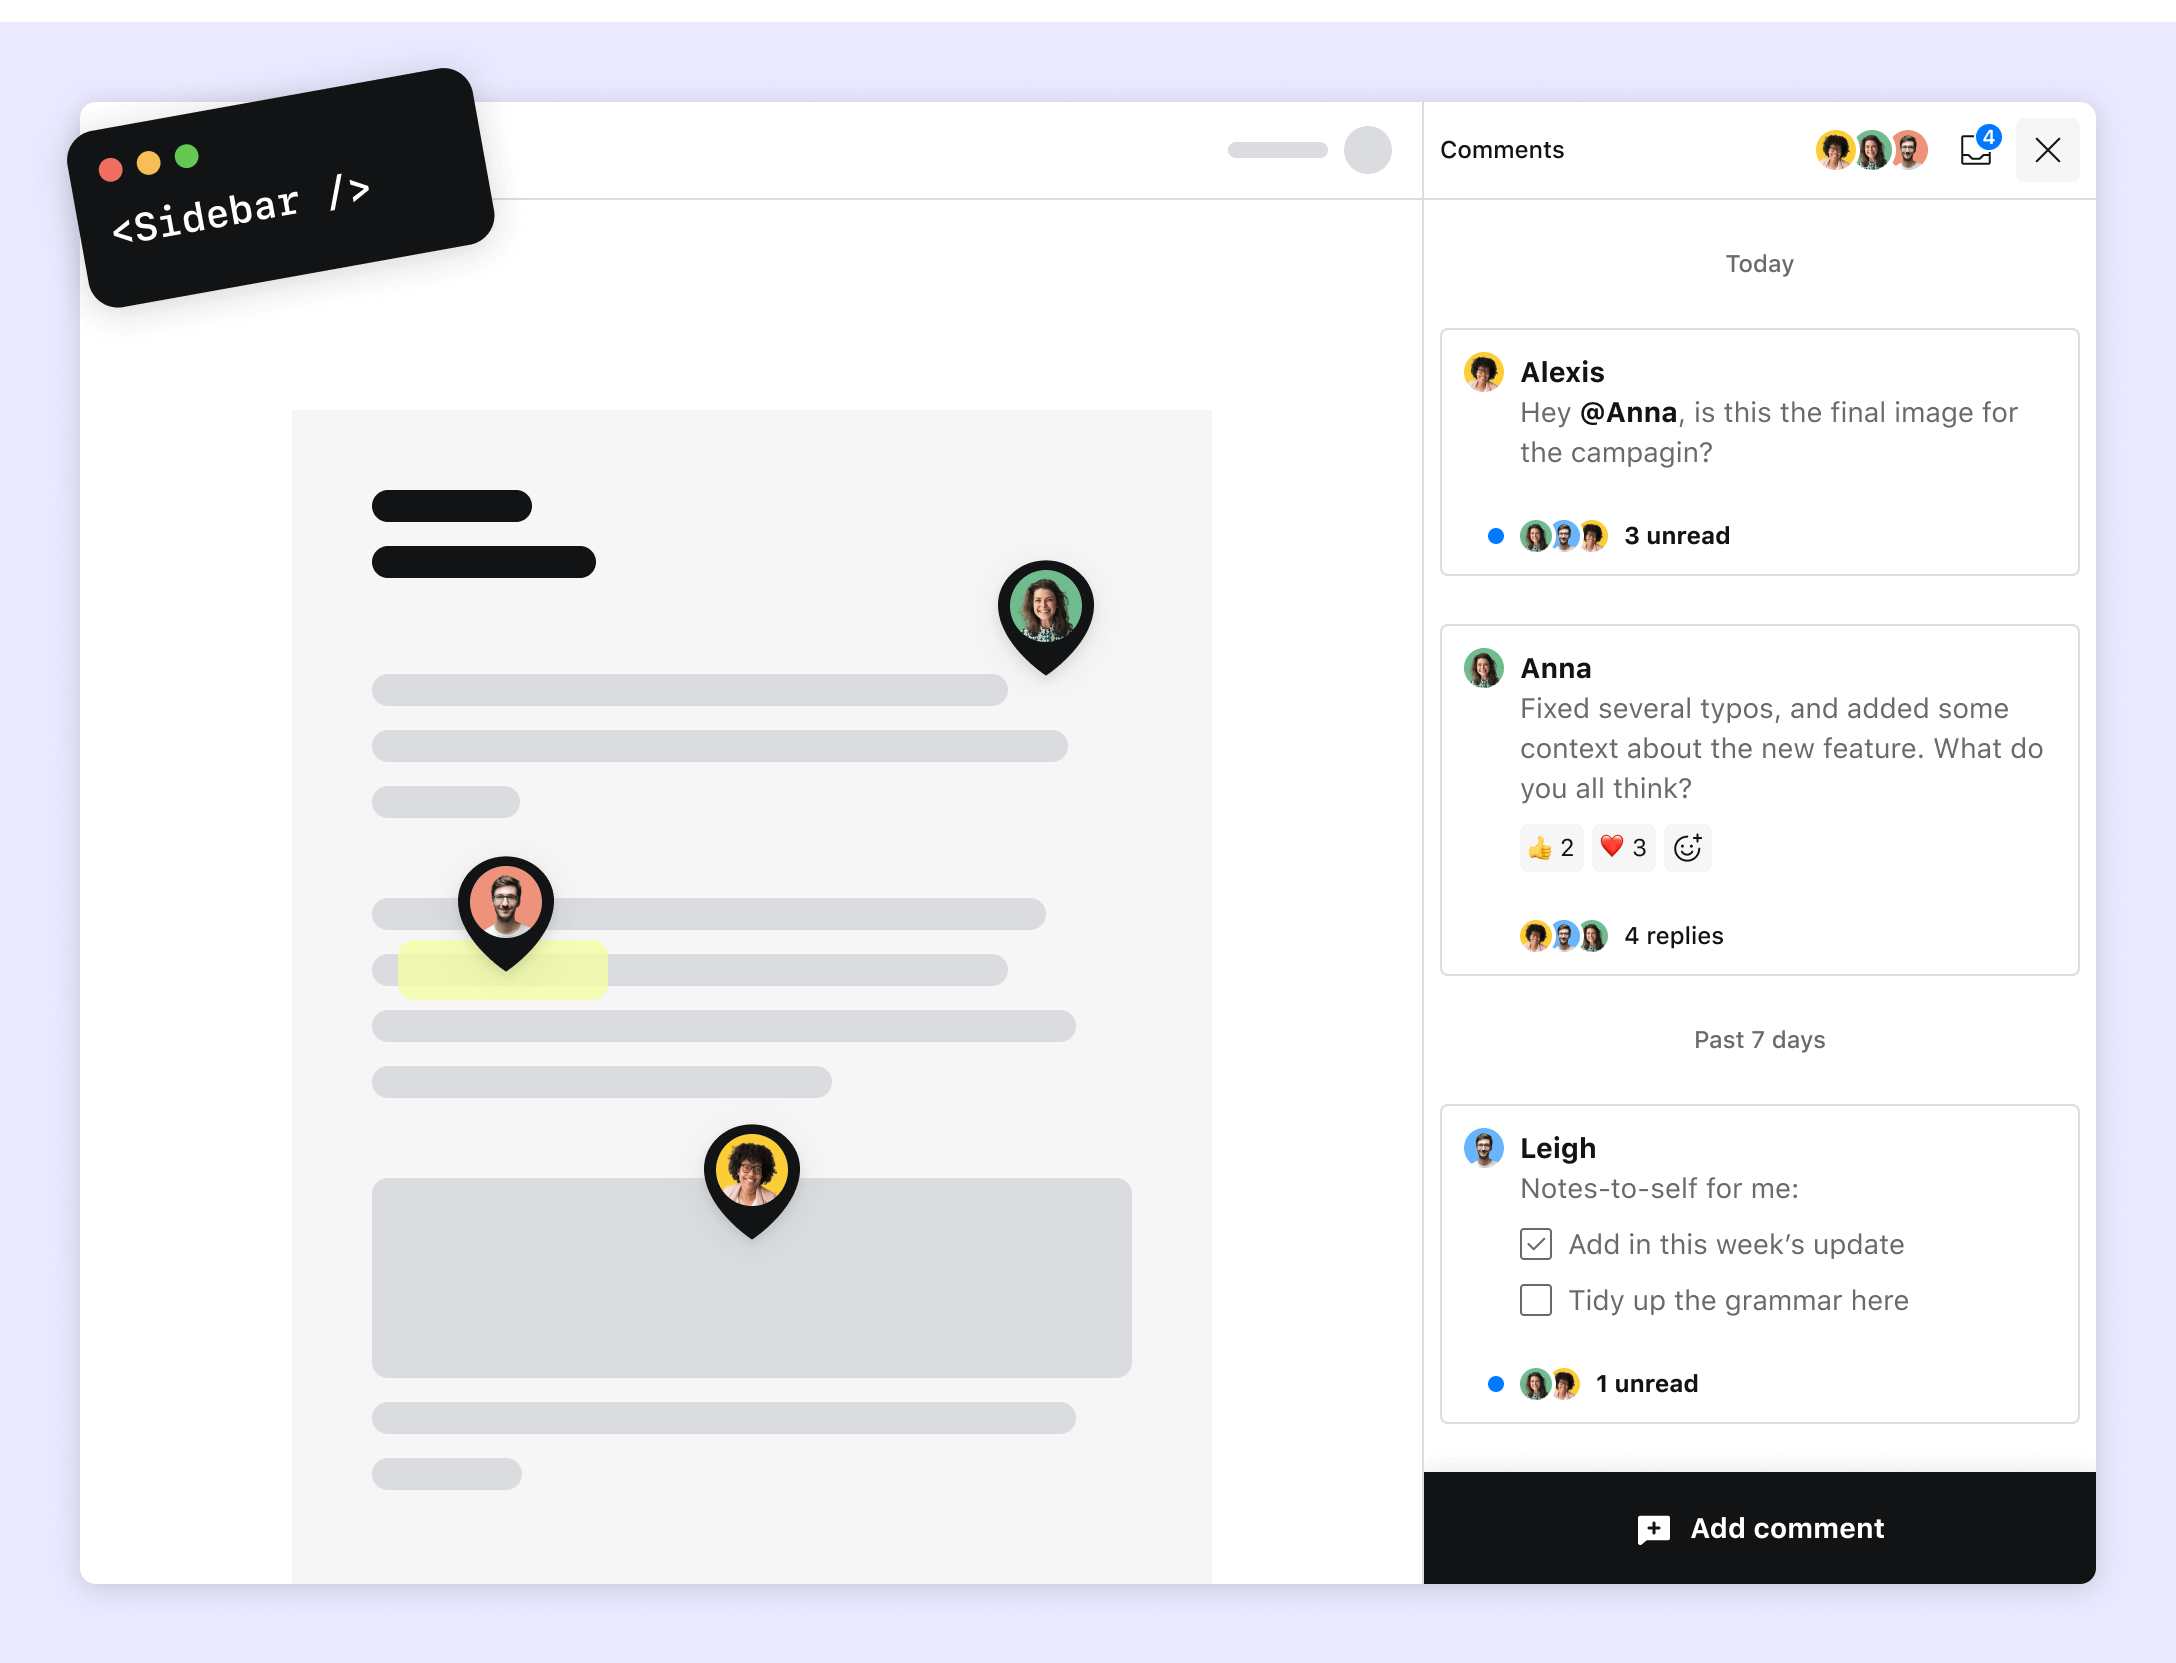 <Sidebar />
Comments
4
Today
Alexis
Hey @Anna, is this the final image for
the campagin?
3 unread
Anna
Fixed several typos, and added some
context about the new feature. What do
you all think?
👍 2 ❤️ 3
4 replies
Past 7 days
Leigh
Notes-to-self for me:
Add in this week’s update
Tidy up the grammar here
1 unread
Add comment